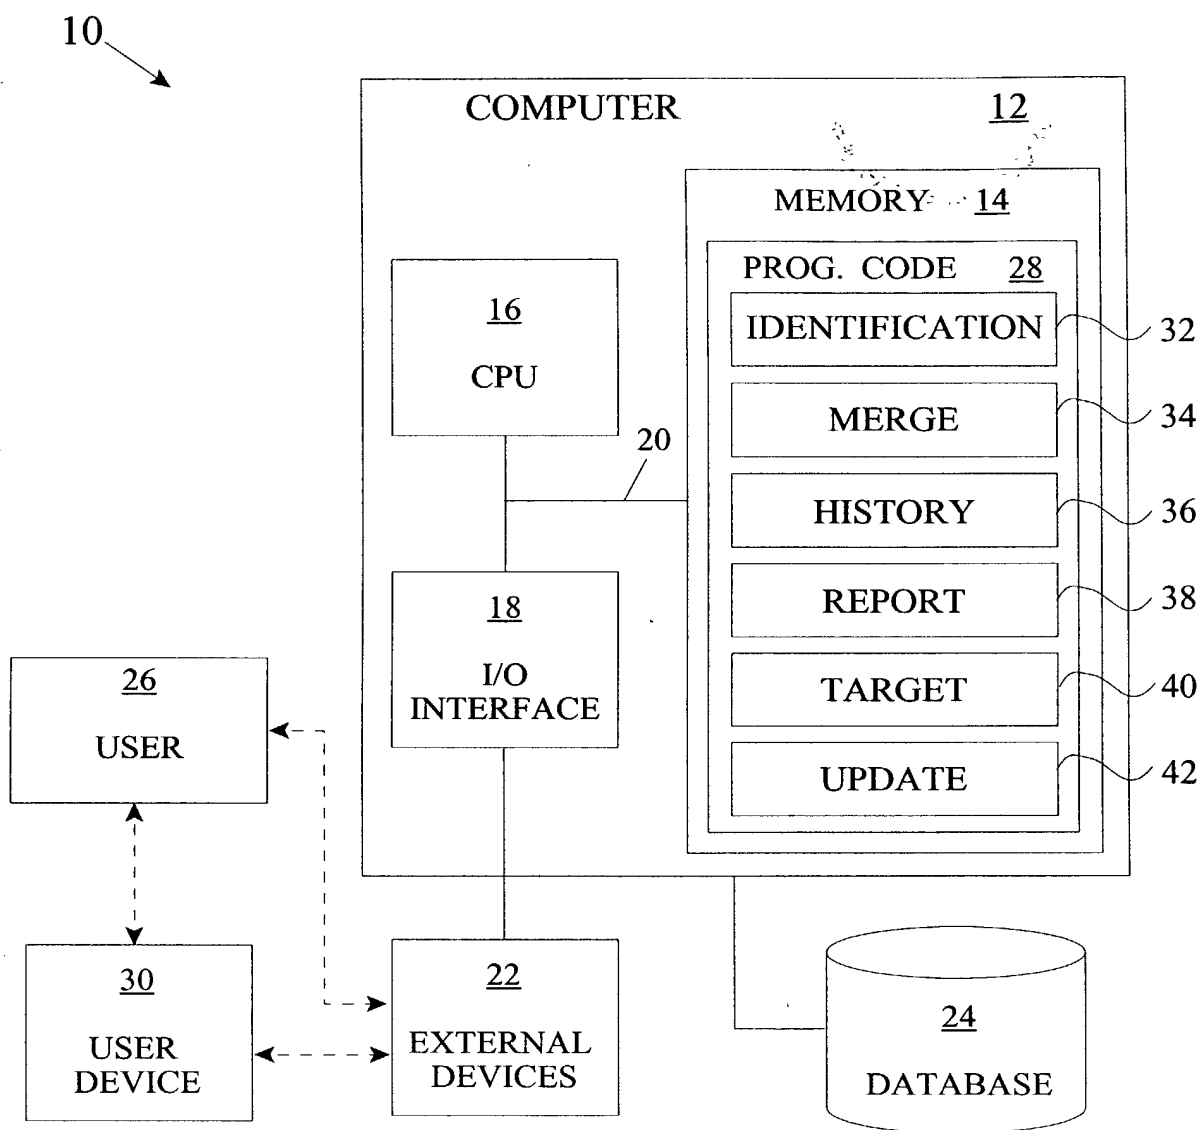 10
COMPUTER 12
MEMORY 14
PROG. CODE 28
IDENTIFICATION 32
MERGE 34
HISTORY 36
REPORT 38
TARGET 40
UPDATE 42
16
CPU
20
18
I/O
INTERFACE
26
USER
30
USER
DEVICE
22
EXTERNAL
DEVICES
24
DATABASE